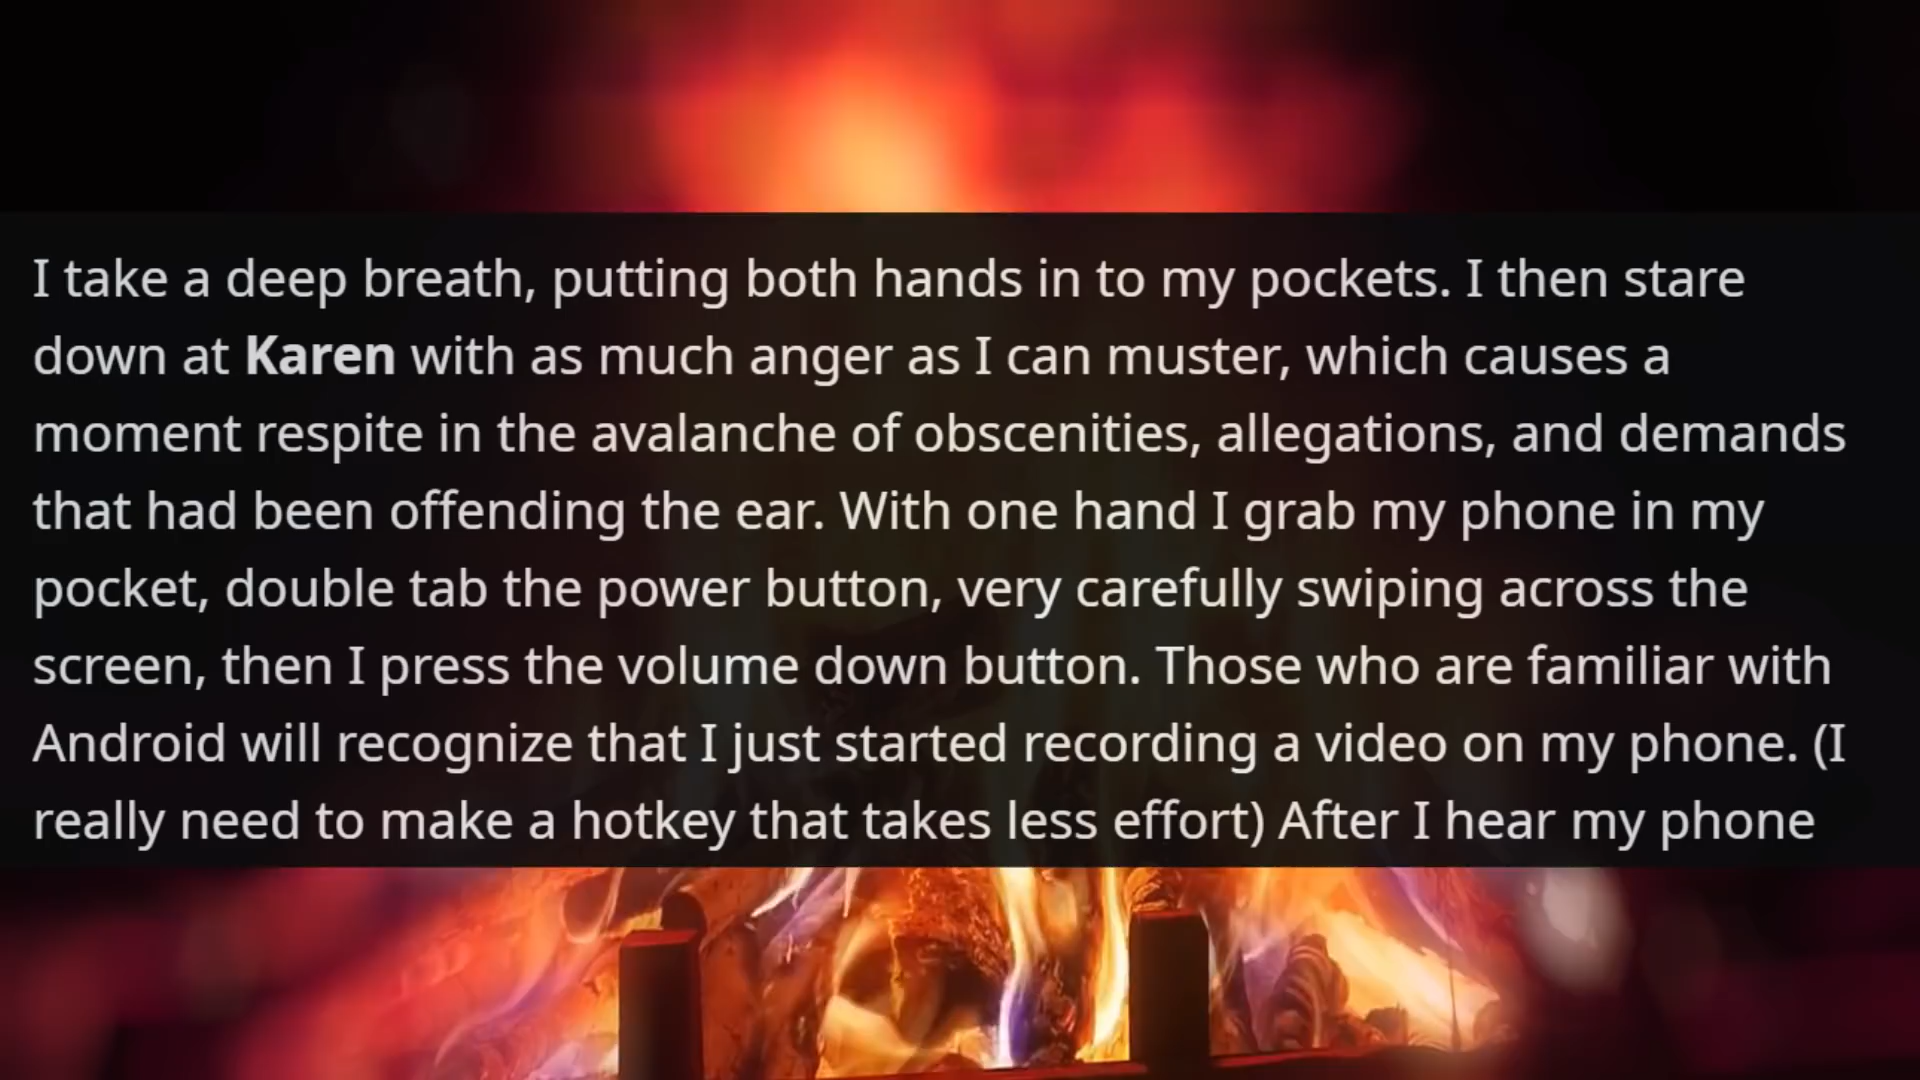 I take a deep breath, putting both hands in to my pockets. I then stare
down at Karen with as much anger as I can muster, which causes a
moment respite in the avalanche of obscenities, allegations, and demands
that had been offending the ear. With one hand I grab my phone in my
pocket, double tab the power button, very carefully swiping across the
screen, then I press the volume down button. Those who are familiar with
Android will recognize that I just started recording a video on my phone. (I
really need to make a hotkey that takes less effort) After I hear my phone